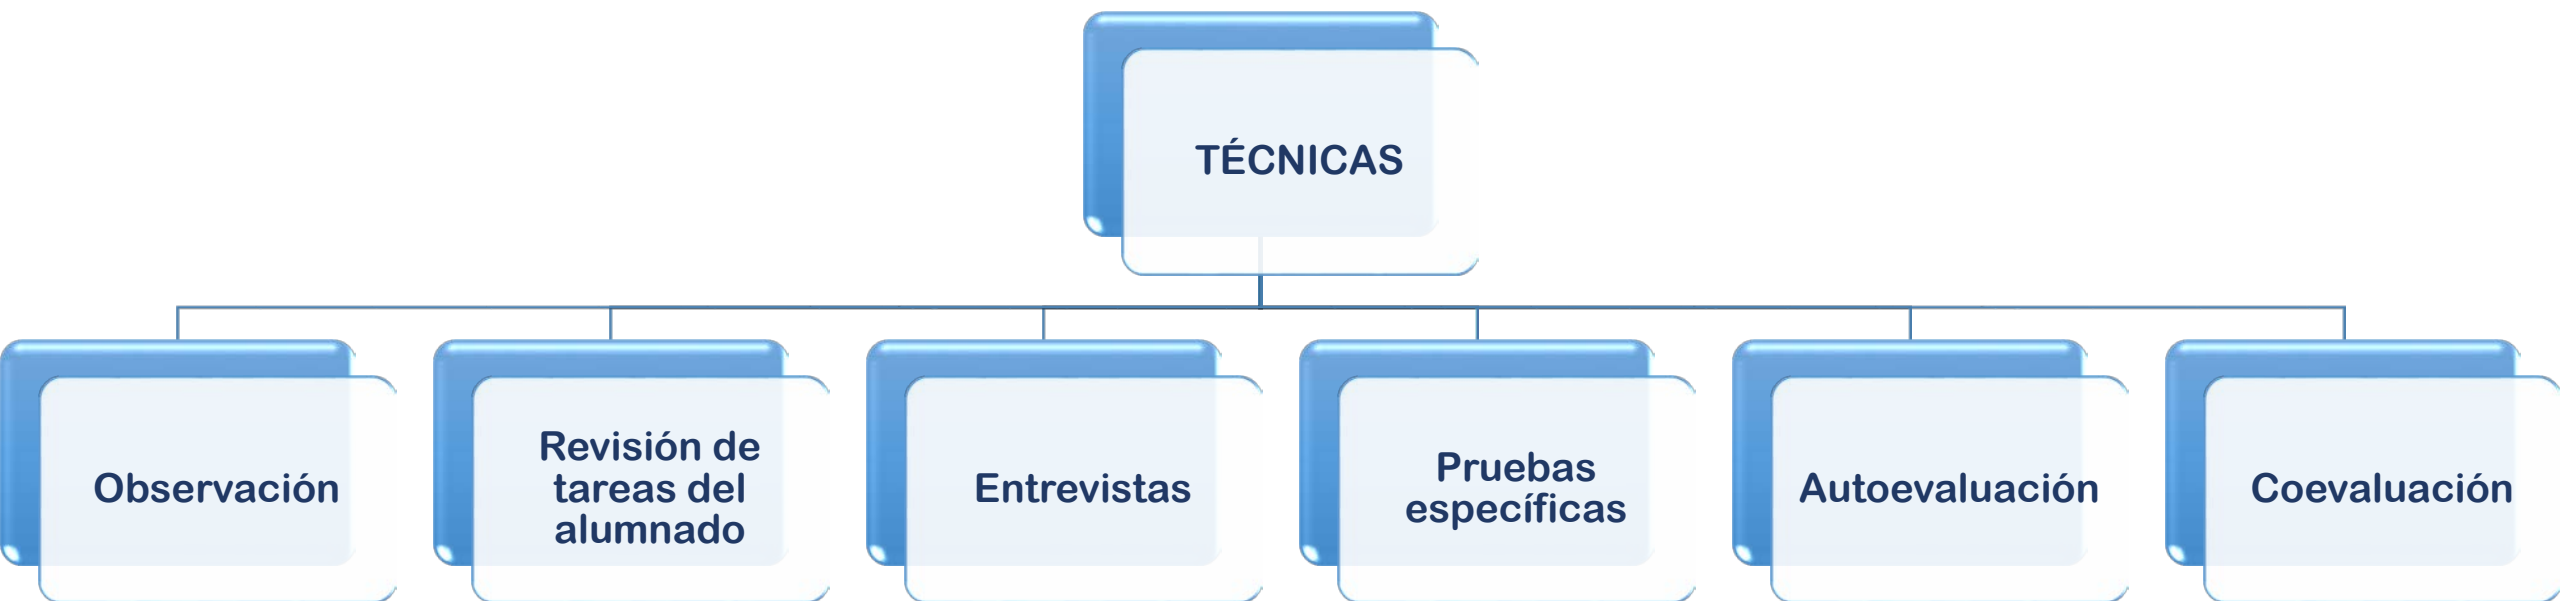 TÉCNICAS
Observación
Revisión de
tareas del
alumnado
Entrevistas
Pruebas
específicas
Autoevaluación
Coevaluación